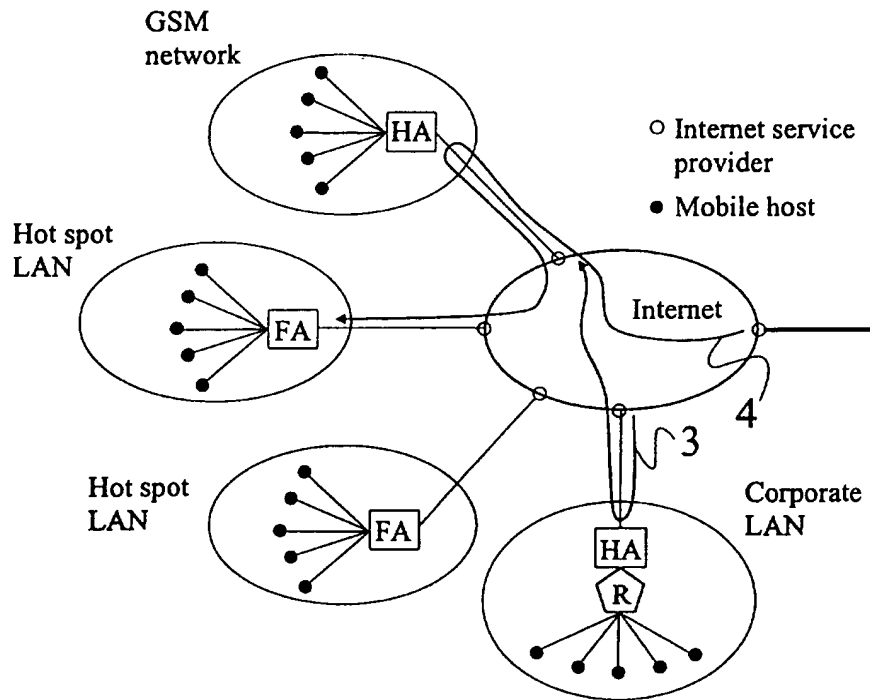 GSM
network
HA
Internet service
provider
Mobile host
Hot spot
LAN
FA
Internet
4
3
Hot spot
LAN
FA
Corporate
LAN
HA
R